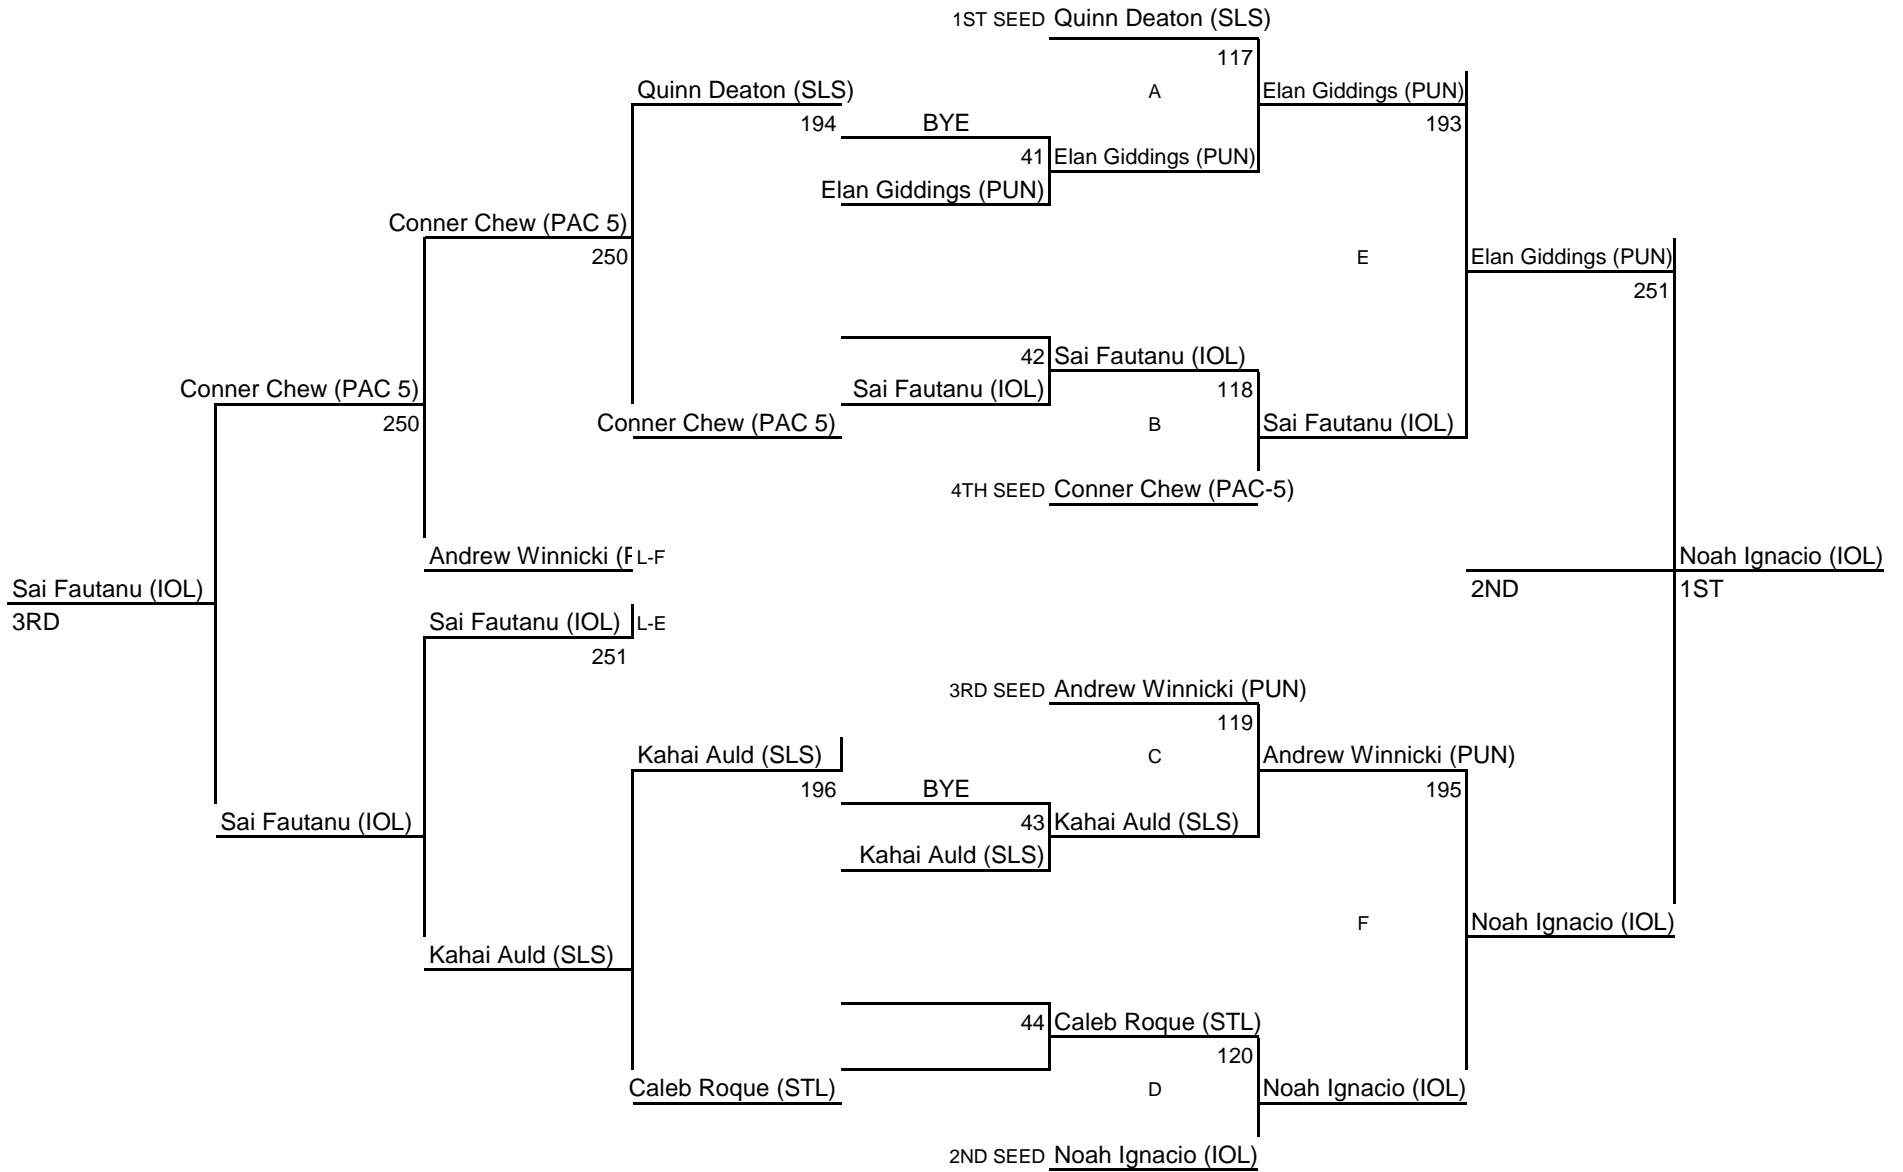 1ST SEED Quinn Deaton (SLS)
117
Quinn Deaton (SLS) A Elan Giddings (PUN)
194 BYE 193
41 Elan Giddings (PUN)
Elan Giddings (PUN)
Conner Chew (PAC 5)
250 E Elan Giddings (PUN)
251
42 Sai Fautanu (IOL)
Conner Chew (PAC 5) Sai Fautanu (IOL) 118
250 Conner Chew (PAC 5) B Sai Fautanu (IOL)
4TH SEED Conner Chew (PAC-5)
Andrew Winnicki (F L-F Noah Ignacio (IOL)
Sai Fautanu (IOL) 2ND 1ST
3RD Sai Fautanu (IOL) L-E
251
3RD SEED Andrew Winnicki (PUN)
119
Kahai Auld (SLS) C Andrew Winnicki (PUN)
196 BYE 195
Sai Fautanu (IOL) 43 Kahai Auld (SLS)
Kahai Auld (SLS)
F Noah Ignacio (IOL)
Kahai Auld (SLS)
44 Caleb Roque (STL)
120
Caleb Roque (STL) D Noah Ignacio (IOL)
2ND SEED Noah Ignacio (IOL)